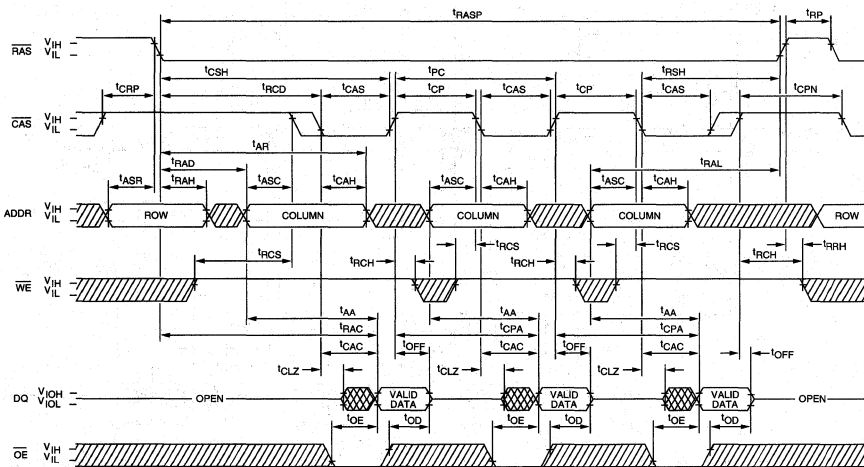 tRASP tRP
RAS VIH
VIL
tCSH tPC tRSH
tCRP tRCD tCAS tCP tCAS tCP tCAS tCPN
CAS VIH
VIL
tAR
tRAD tRAL
tASR tRAH tASC tCAH tASC tCAH tASC tCAH
ADDR VIH
VIL
ROW COLUMN COLUMN COLUMN ROW
tRCS tRCH tRCS tRCH tRCS tRCH tRRH
WE VIH
VIL
tAA tAA tAA
tRAC tCPA tCPA
tCAC tOFF tCAC tOFF tCAC tOFF
tCLZ tCLZ tCLZ
DQ VIOH
VIOL
OPEN VALID DATA VALID DATA VALID DATA OPEN
tOE tOD tOE tOD tOE tOD
OE VIH
VIL